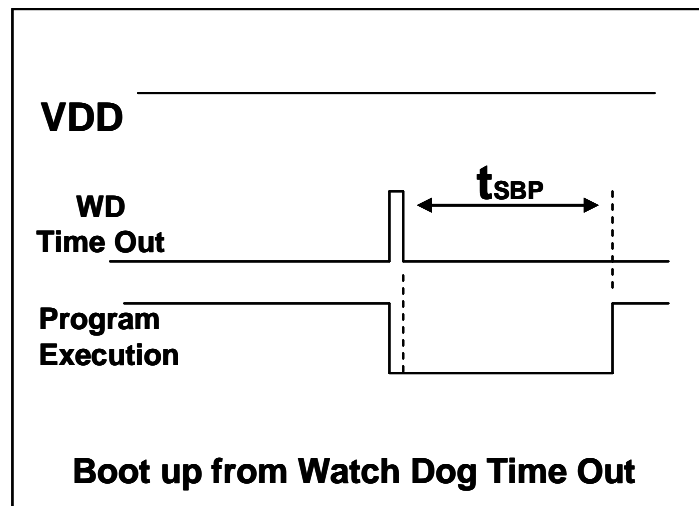 VDD
WD
Time Out
tSBP
Program
Execution
Boot up from Watch Dog Time Out